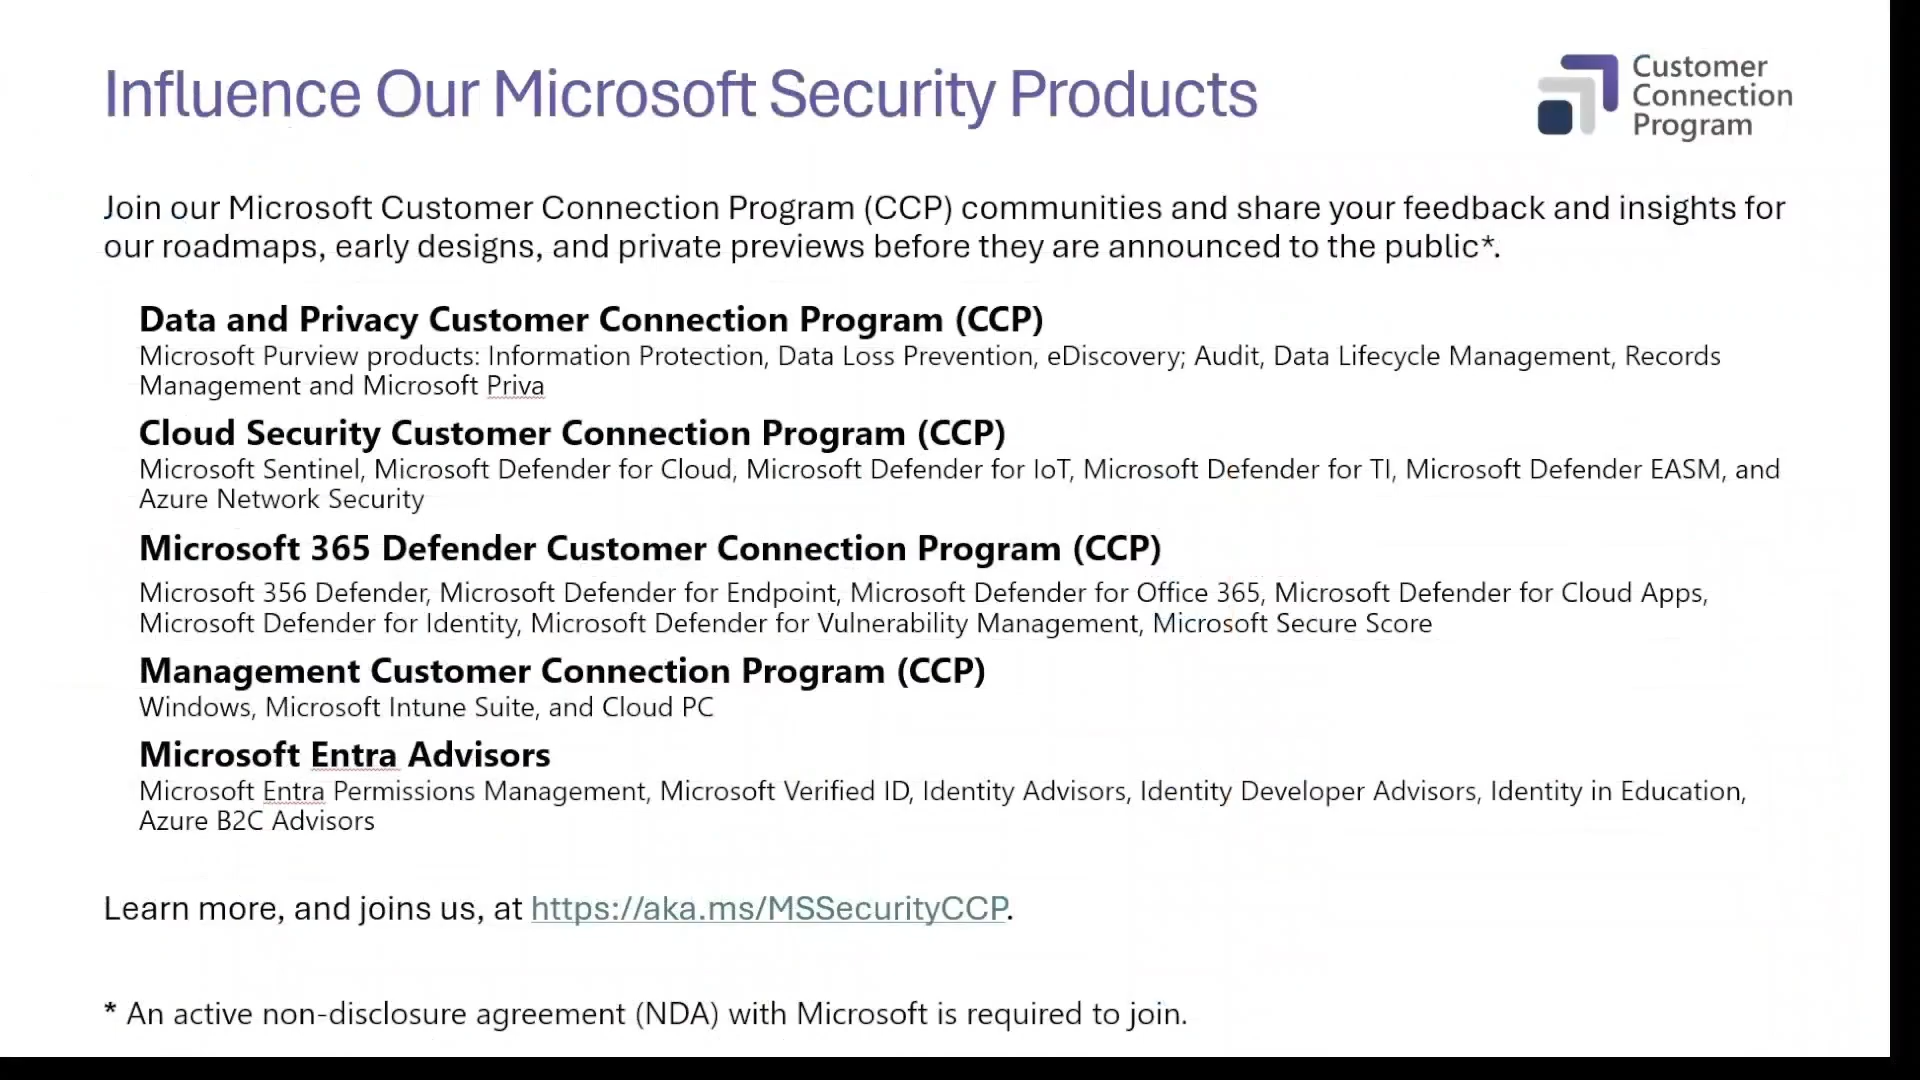 Influence Our Microsoft Security Products
Customer
Connection
Program
Join our Microsoft Customer Connection Program (CCP) communities and share your feedback and insights for
our roadmaps, early designs, and private previews before they are announced to the public*.
Data and Privacy Customer Connection Program (CCP)
Microsoft Purview products: Information Protection, Data Loss Prevention, eDiscovery; Audit, Data Lifecycle Management, Records
Management and Microsoft Priva
Cloud Security Customer Connection Program (CCP)
Microsoft Sentinel, Microsoft Defender for Cloud, Microsoft Defender for IoT, Microsoft Defender for TI, Microsoft Defender EASM, and
Azure Network Security
Microsoft 365 Defender Customer Connection Program (CCP)
Microsoft 356 Defender, Microsoft Defender for Endpoint, Microsoft Defender for Office 365, Microsoft Defender for Cloud Apps,
Microsoft Defender for Identity, Microsoft Defender for Vulnerability Management, Microsoft Secure Score
Management Customer Connection Program (CCP)
Windows, Microsoft Intune Suite, and Cloud PC
Microsoft Entra Advisors
Microsoft Entra Permissions Management, Microsoft Verified ID, Identity Advisors, Identity Developer Advisors, Identity in Education,
Azure B2C Advisors
Learn more, and joins us, at https://aka.ms/MSSecurityCCP.
* An active non-disclosure agreement (NDA) with Microsoft is required to join.